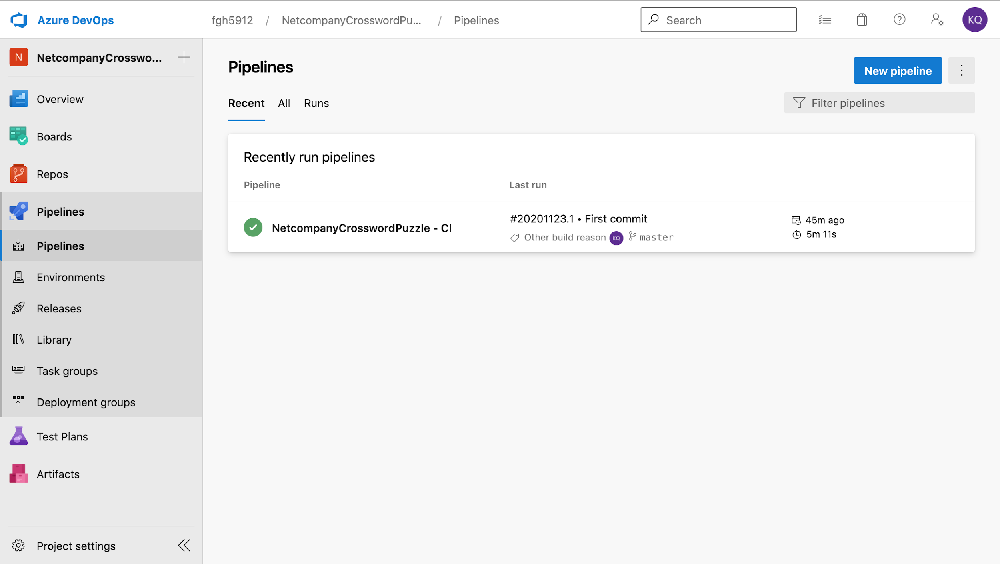 Azure DevOps
fgh5912 / NetcompanyCrosswordPu... / Pipelines
Search
KQ
N NetcompanyCrosswo...
Overview
Boards
Repos
Pipelines
Pipelines
Environments
Releases
Library
Task groups
Deployment groups
Test Plans
Artifacts
Project settings
Pipelines
New pipeline
Recent All Runs
Filter pipelines
Recently run pipelines
Pipeline Last run
NetcompanyCrosswordPuzzle - CI
#20201123.1 • First commit
Other build reason KQ master
45m ago
5m 11s